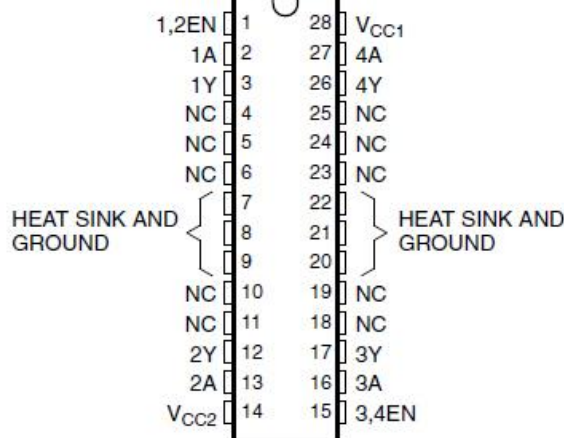 1,2EN 1 28 VCC1
1A 2 27 4A
1Y 3 26 4Y
NC 4 25 NC
NC 5 24 NC
NC 6 23 NC
7 22
HEAT SINK AND HEAT SINK AND
8 21
GROUND GROUND
9 20
NC 10 19 NC
NC 11 18 NC
2Y 12 17 3Y
2A 13 16 3A
VCC2 14 15 3,4EN